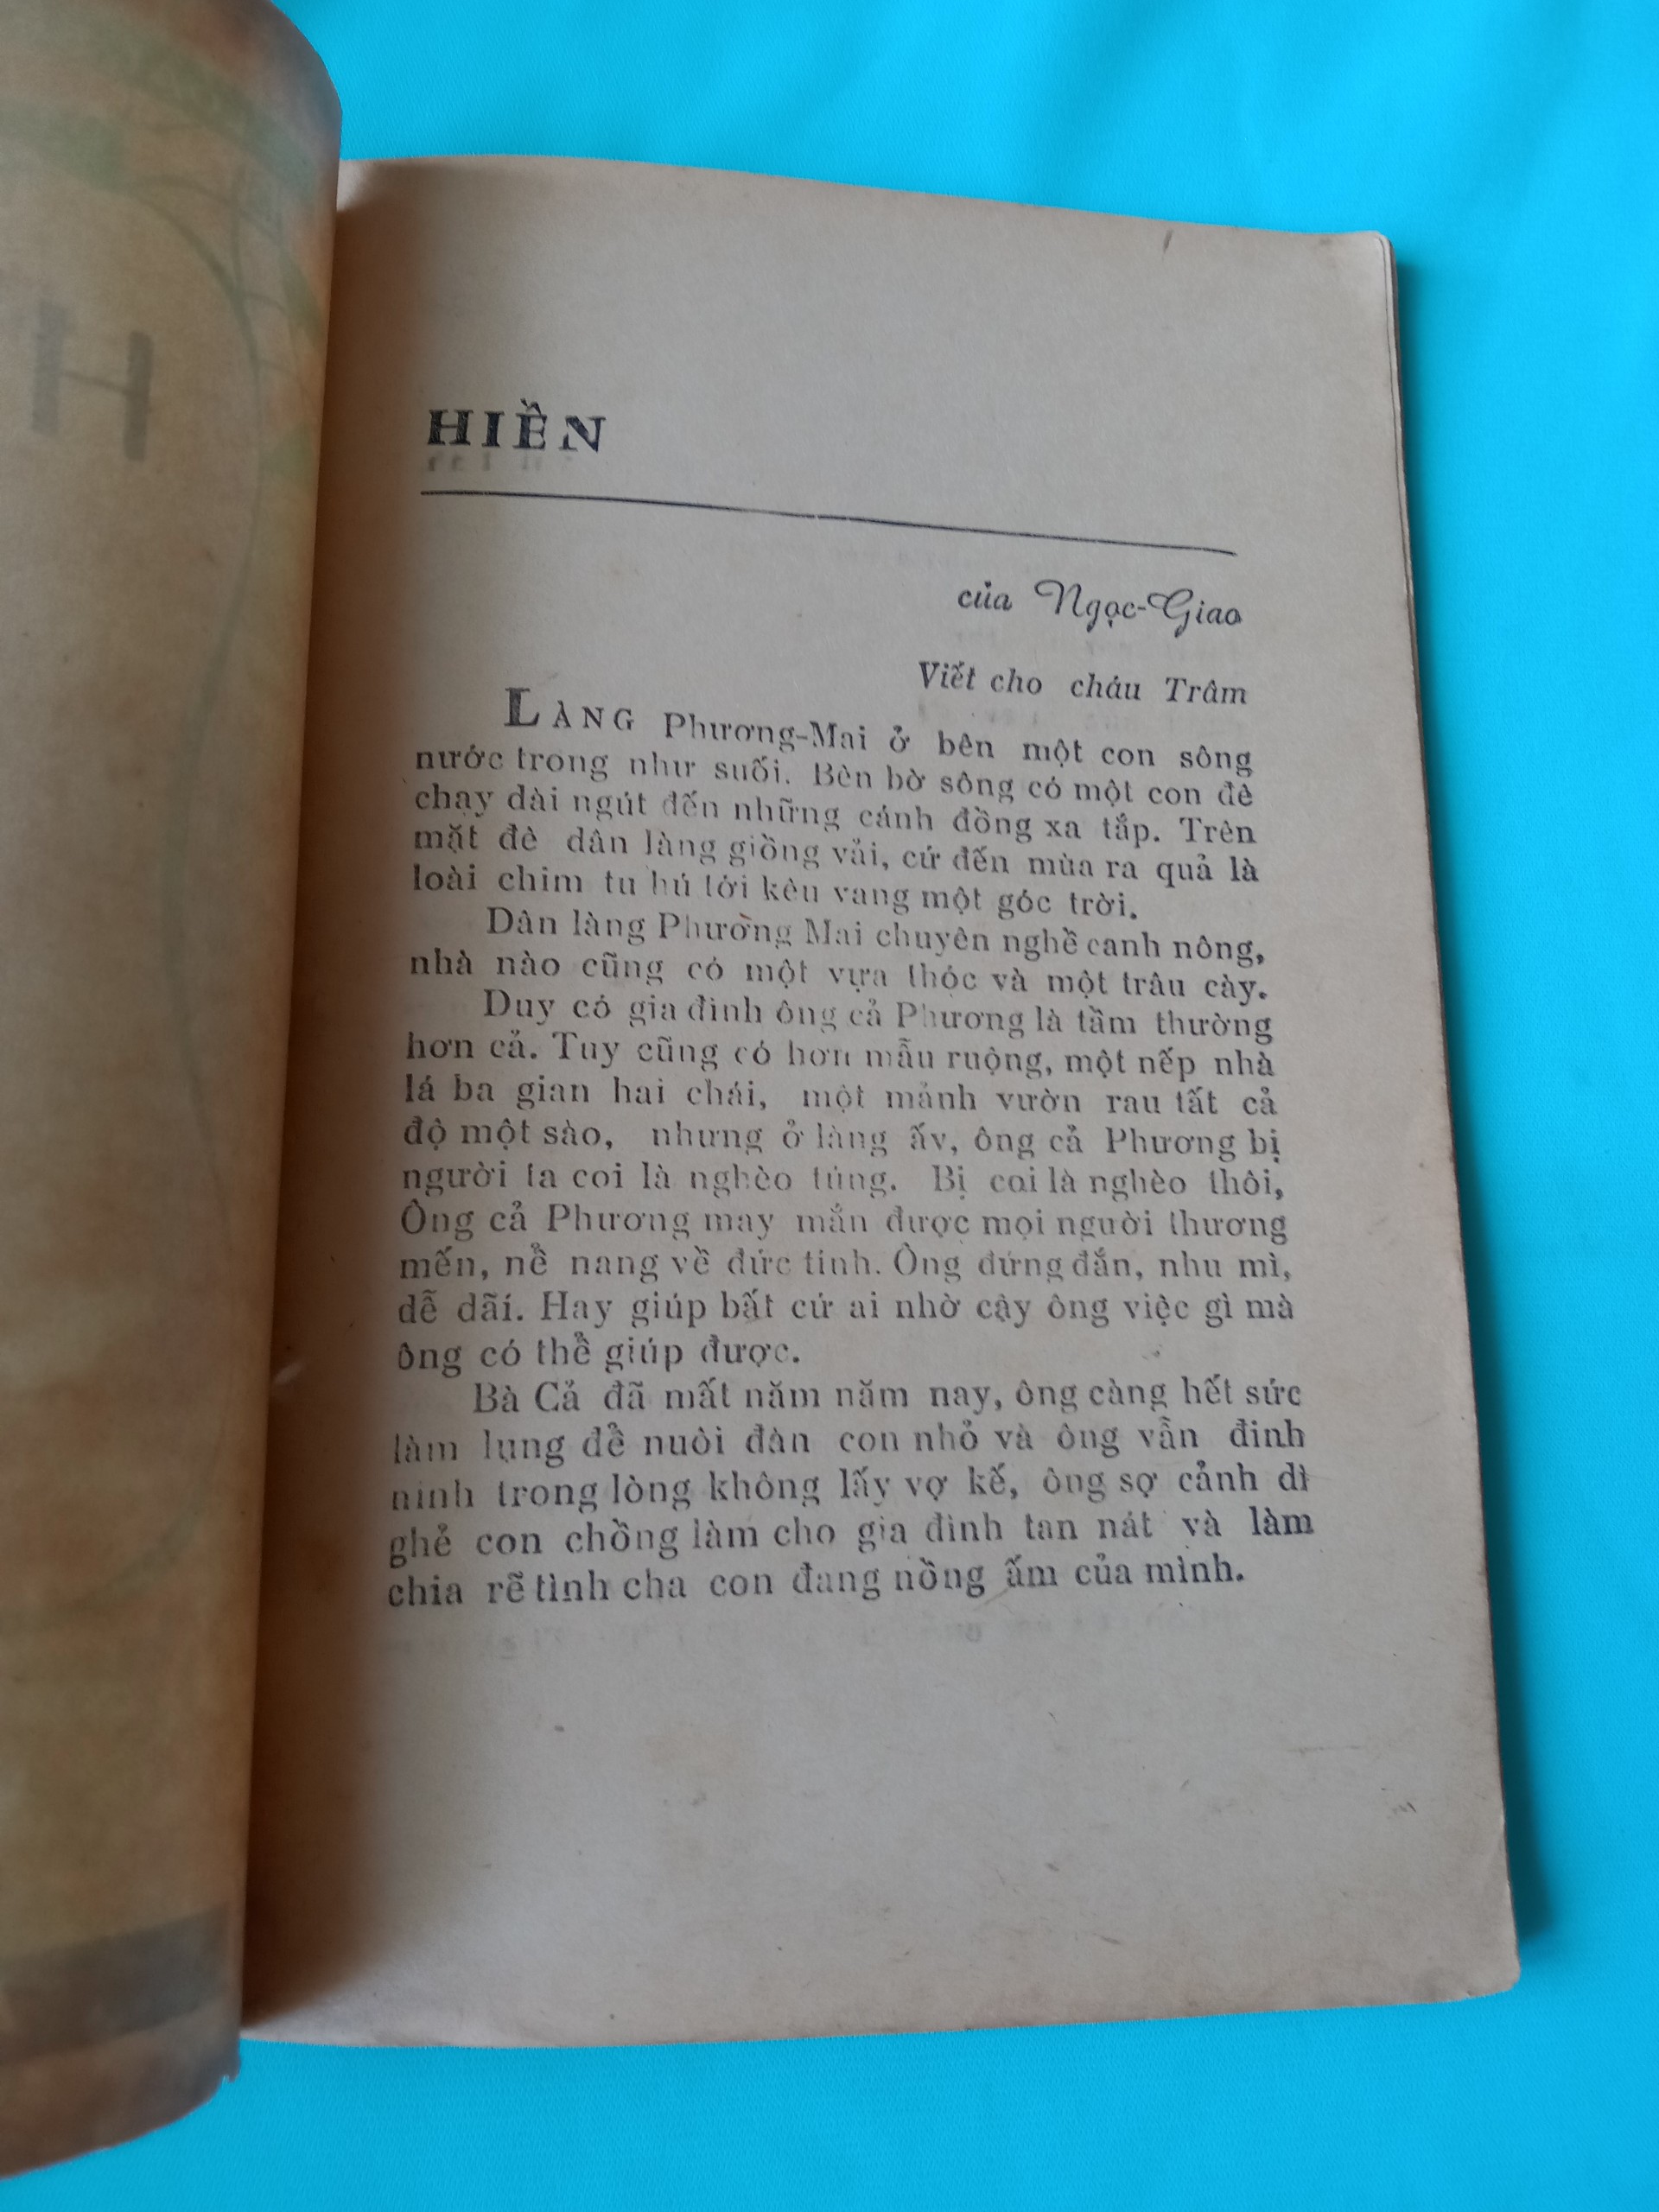 H
HIỀN
của Ngọc-Giao
Viết cho cháu Trâm
LÀNG Phương-Mai ở bên một con sông
nước trong như suối. Bên bờ sông có một con đê
chạy dài ngút đến những cánh đồng xa tắp. Trên
mặt đê dân làng giồng vải, cứ đến mùa ra quả là
loài chim tu hú tới kêu vang một góc trời.
Dân làng Phường Mai chuyên nghề canh nông,
nhà nào cũng có một vựa thóc và một trâu cày.
Duy có gia đình ông cả Phương là tầm thường
hơn cả. Tuy cũng có hơn mẫu ruộng, một nếp nhà
lá ba gian hai chái, một mảnh vườn rau tất cả
độ một sào, nhưng ở làng ấy, ông cả Phương bị
người ta coi là nghèo túng. Bị coi là nghèo thôi,
Ông cả Phương may mắn được mọi nguời thương
mến, nể nang về đức tính. Ông đứng đắn, nhu mì,
dễ dãí. Hay giúp bất cứ ai nhờ cậy ông việc gì mà
ông có thể giúp được.
Bà Cả đã mất năm năm nay, ông càng hết sức
làm lụng để nuôi đàn con nhỏ và ông vẫn đinh
ninh trong lòng không lấy vợ kế, ông sợ cảnh dì
ghẻ con chồng làm cho gia đình tan nát và làm
chia rẽ tình cha con đang nồng ấm của mình.